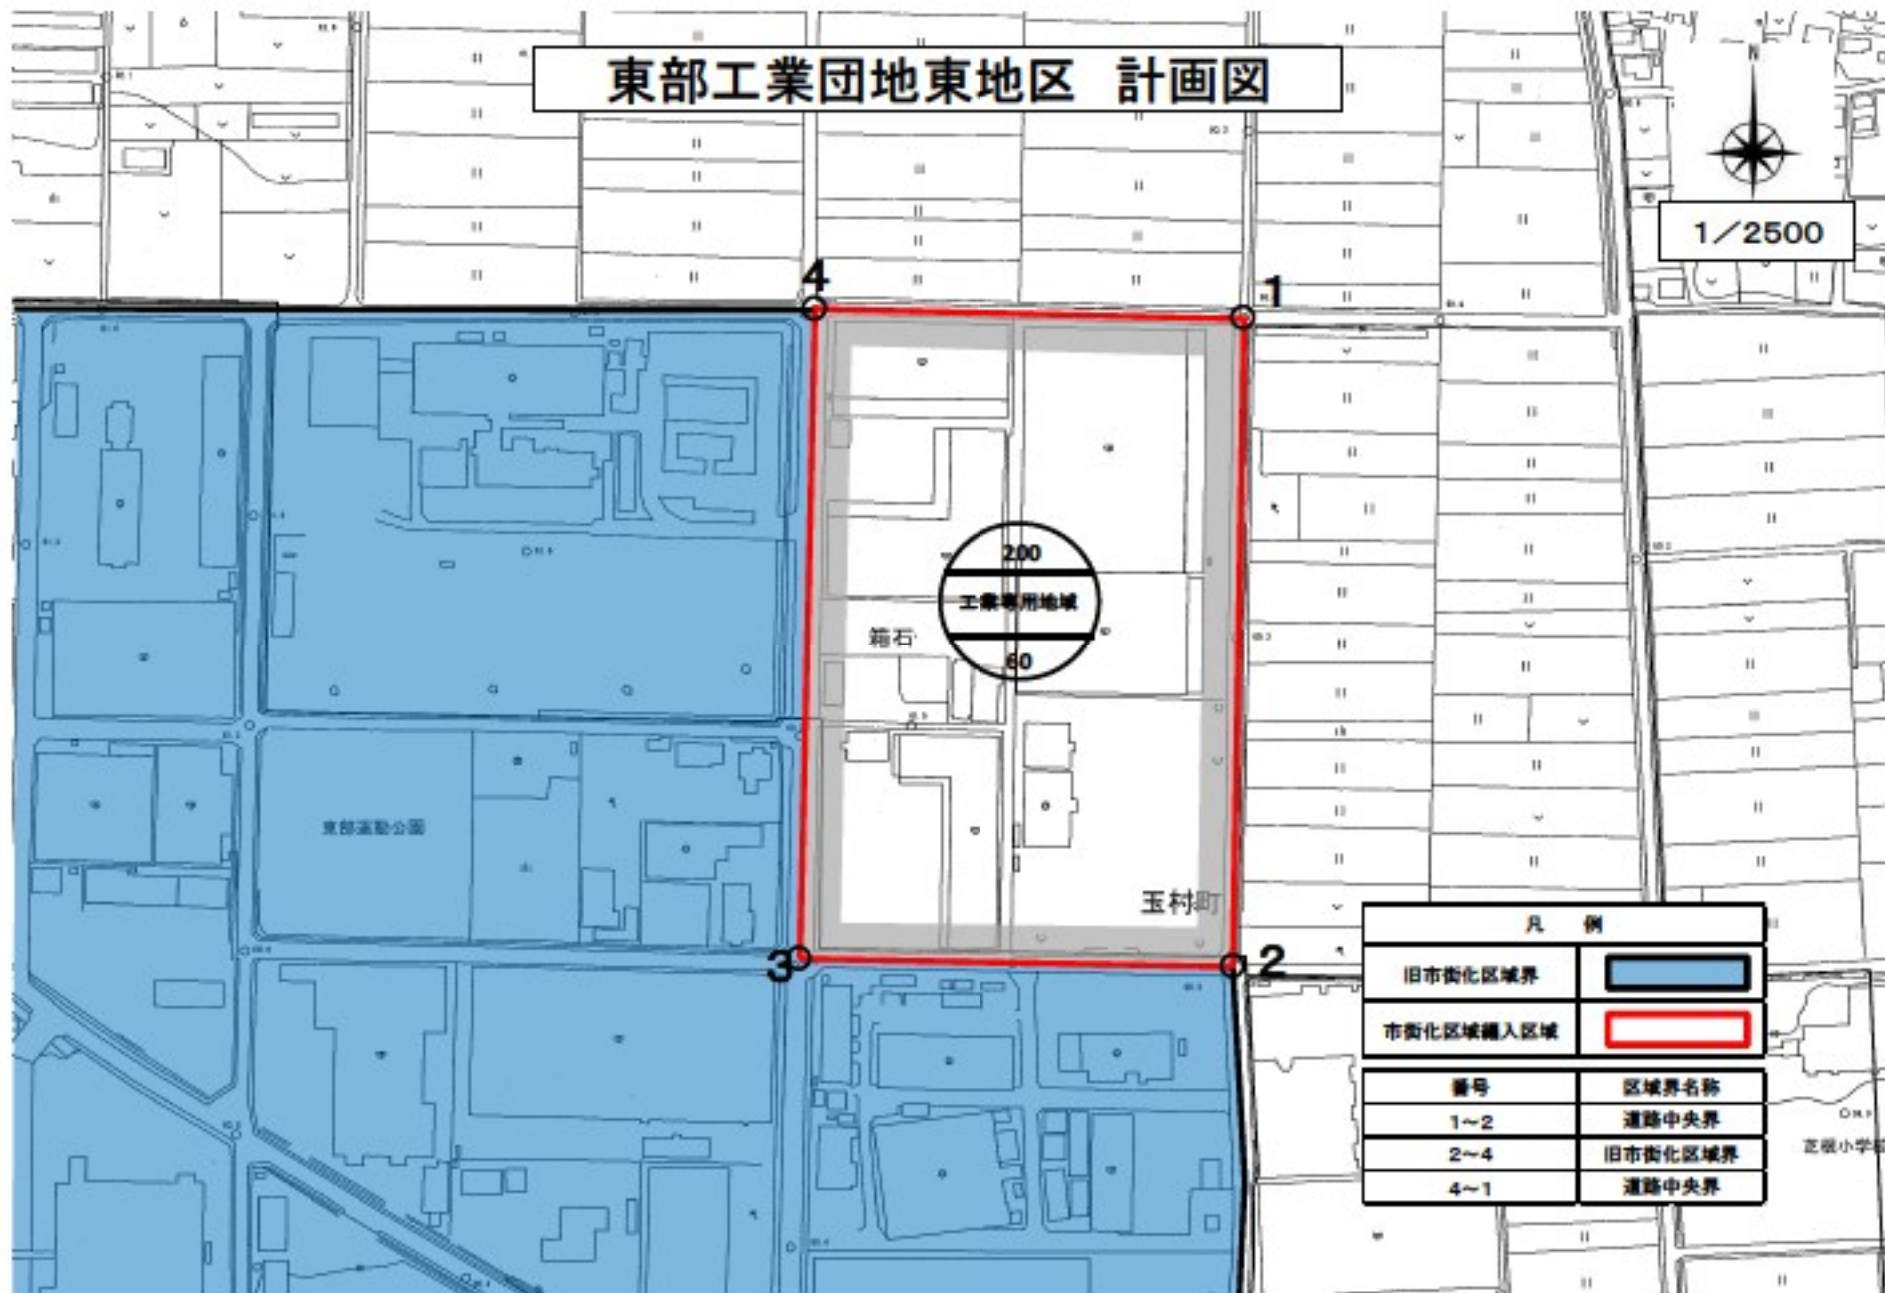 東部工業団地東地区 計画図
N
1/2500
4
1
200
工業専用地域
60
箱石
東部運動公園
玉村町
3
2
凡 例
旧市街化区域界
市街化区域編入区域
番号 区域界名称
1～2 道路中央界
2～4 旧市街化区域界
4～1 道路中央界
芝根小学校